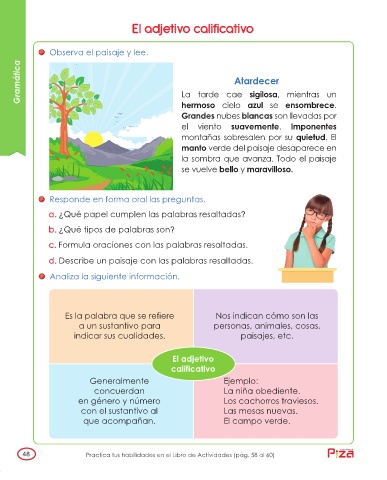 El adjetivo calificativo
Gramática
Observa el paisaje y lee.
Atardecer
La tarde cae sigilosa, mientras un
hermoso cielo azul se ensombrece.
Grandes nubes blancas son llevadas por
el viento suavemente. Imponentes
montañas sobresalen por su quietud. El
manto verde del paisaje desaparece en
la sombra que avanza. Todo el paisaje
se vuelve bello y maravilloso.
Responde en forma oral las preguntas.
a. ¿Qué papel cumplen las palabras resaltadas?
b. ¿Qué tipos de palabras son?
c. Formula oraciones con las palabras resaltadas.
d. Describe un paisaje con las palabras resaltadas.
Analiza la siguiente información.
Es la palabra que se refiere
a un sustantivo para
indicar sus cualidades.
Nos indican cómo son las
personas, animales, cosas,
paisajes, etc.
El adjetivo
calificativo
Generalmente
concuerdan
en género y número
con el sustantivo al
que acompañan.
Ejemplo:
La niña obediente.
Los cachorros traviesos.
Las mesas nuevas.
El campo verde.
48
Practica tus habilidades en el Libro de Actividades (pág. 58 al 60)